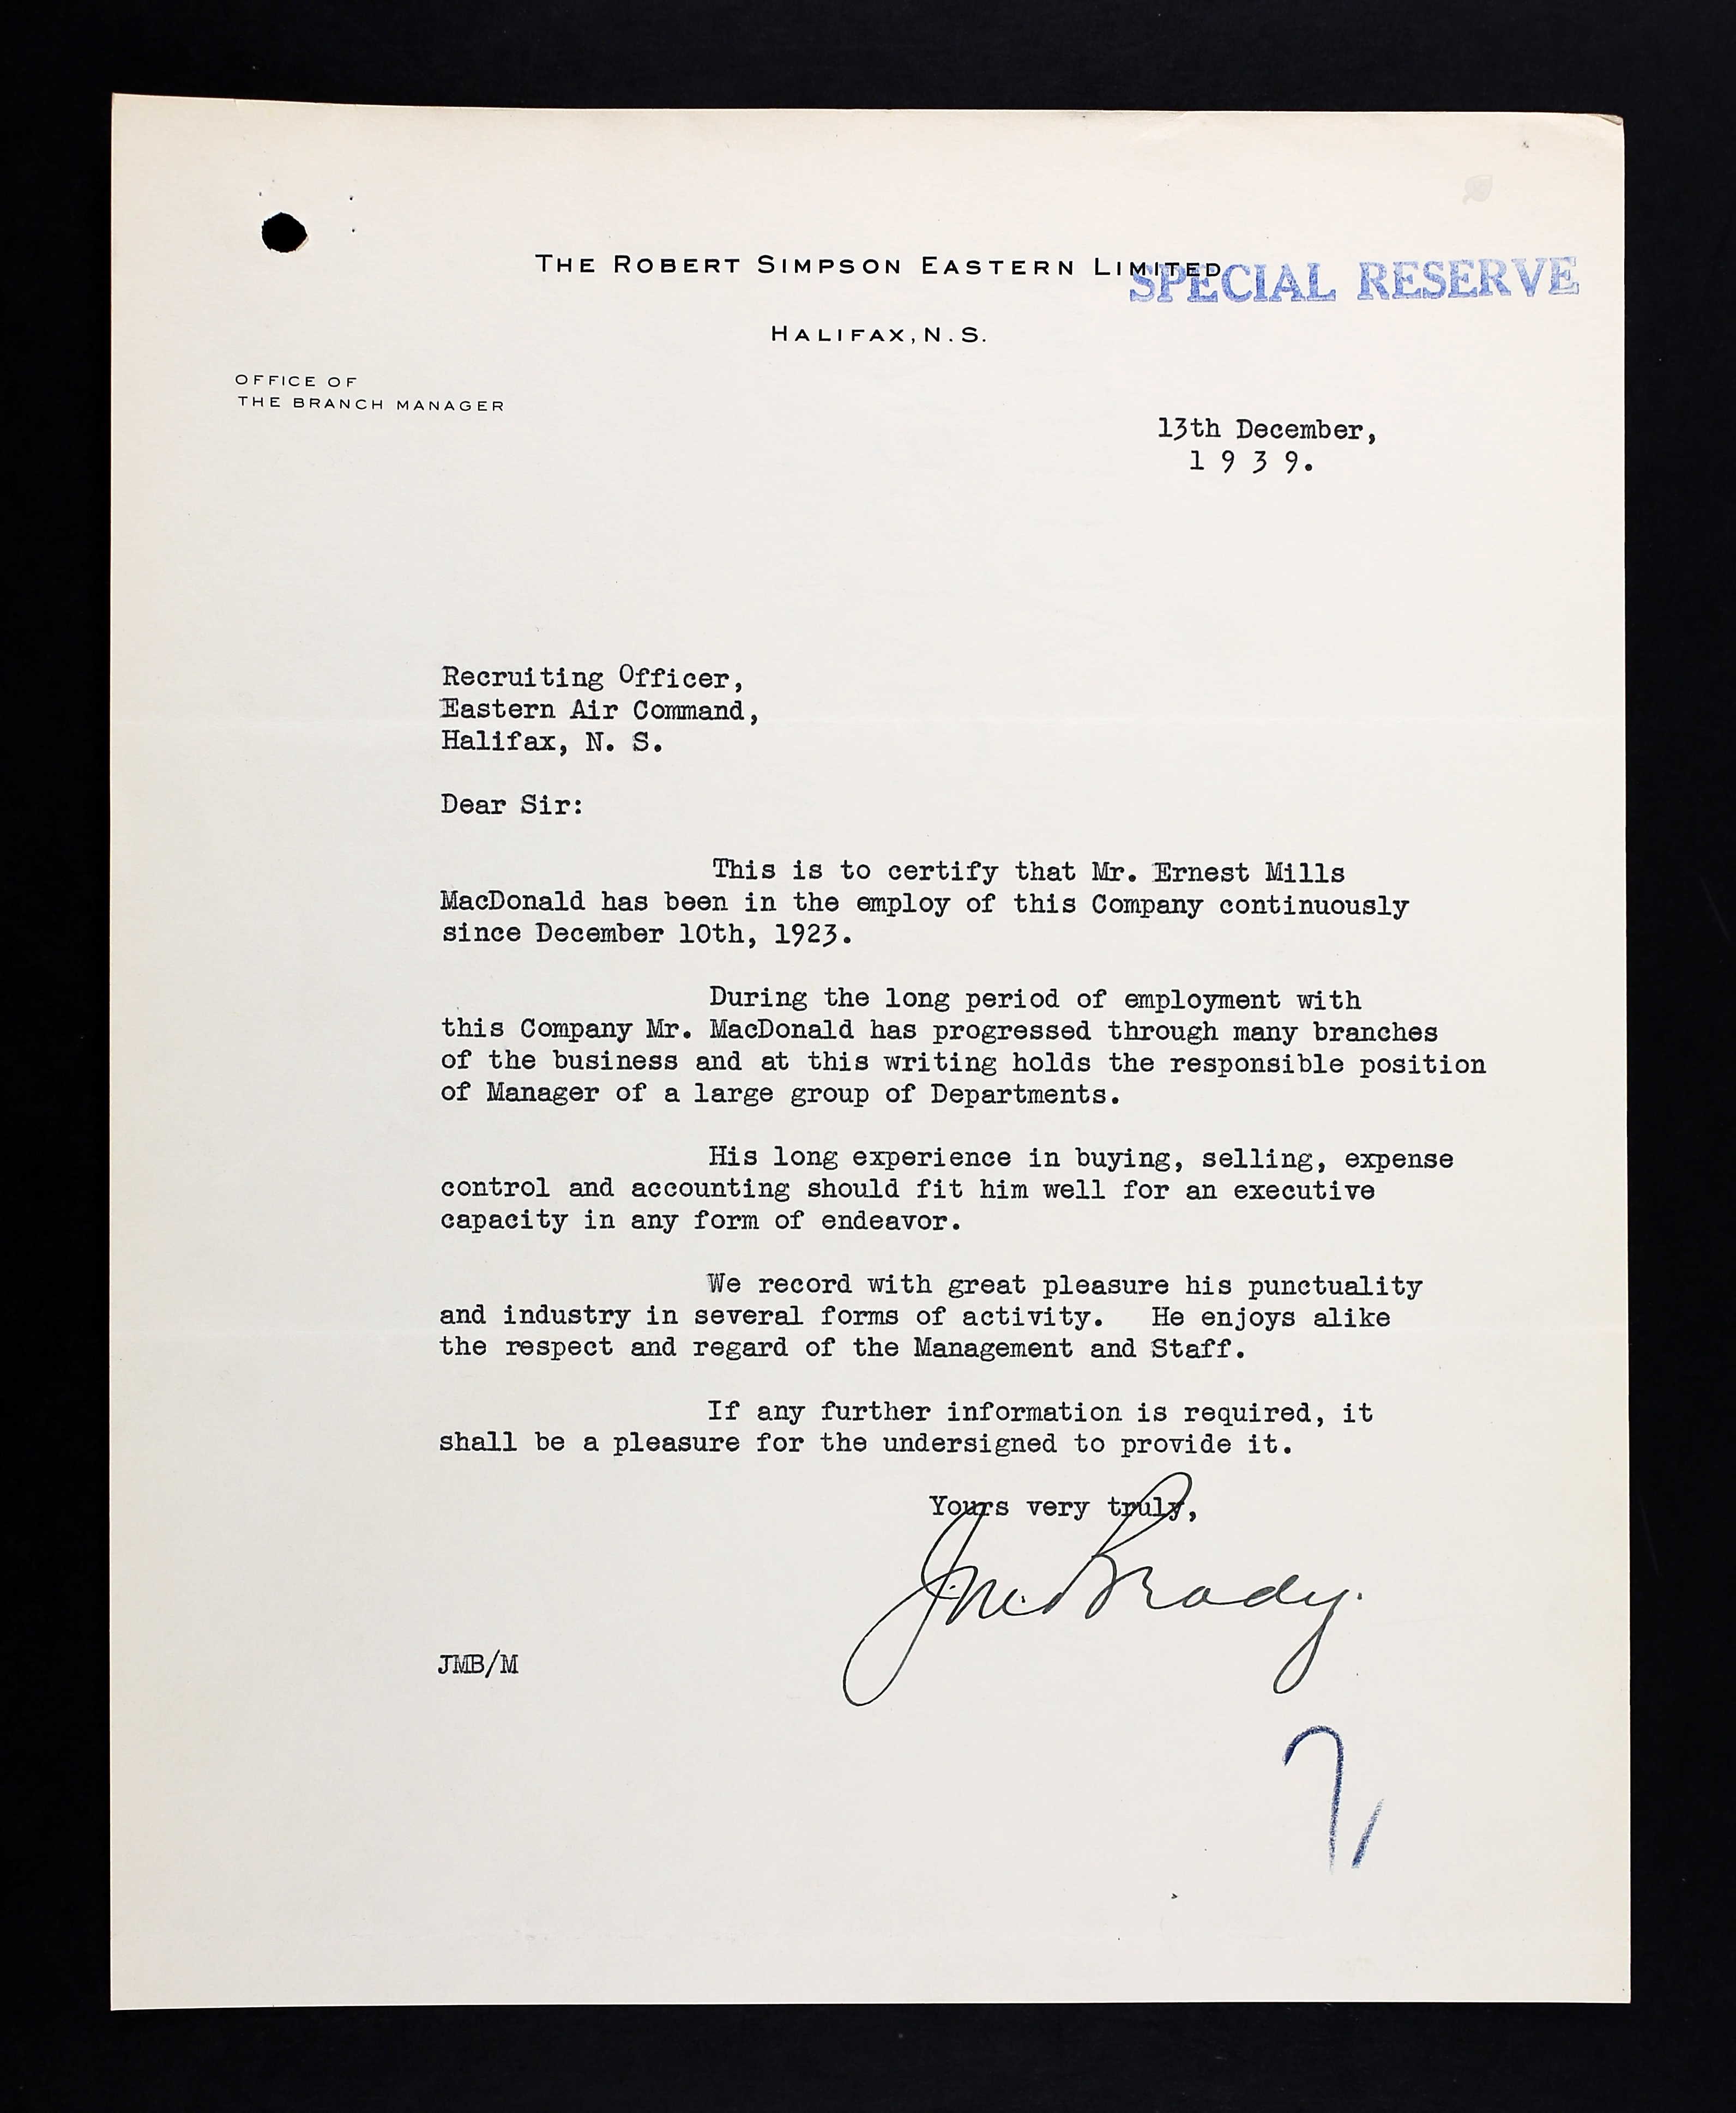 THE ROBERT SIMPSON EASTERN LIMITED
SPECIAL RESERVE
HALIFAX, N.S.
OFFICE OF
THE BRANCH MANAGER
13th December,
1 9 3 9.
Recruiting Officer,
Eastern Air Command,
Halifax, N. S.
Dear Sir:
This is to certify that Mr. Ernest Mills
MacDonald has been in the employ of this Company continuously
since December 10th, 1923.
During the long period of employment with
this Company Mr. MacDonald has progressed through many branches
of the business and at this writing holds the responsible position
of Manager of a large group of Departments.
His long experience in buying, selling, expense
control and accounting should fit him well for an executive
capacity in any form of endeavor.
We record with great pleasure his punctuality
and industry in several forms of activity. He enjoys alike
the respect and regard of the Management and Staff.
If any further information is required, it
shall be a pleasure for the undersigned to provide it.
Yours very truly,
J.M. Brady.
JMB/M